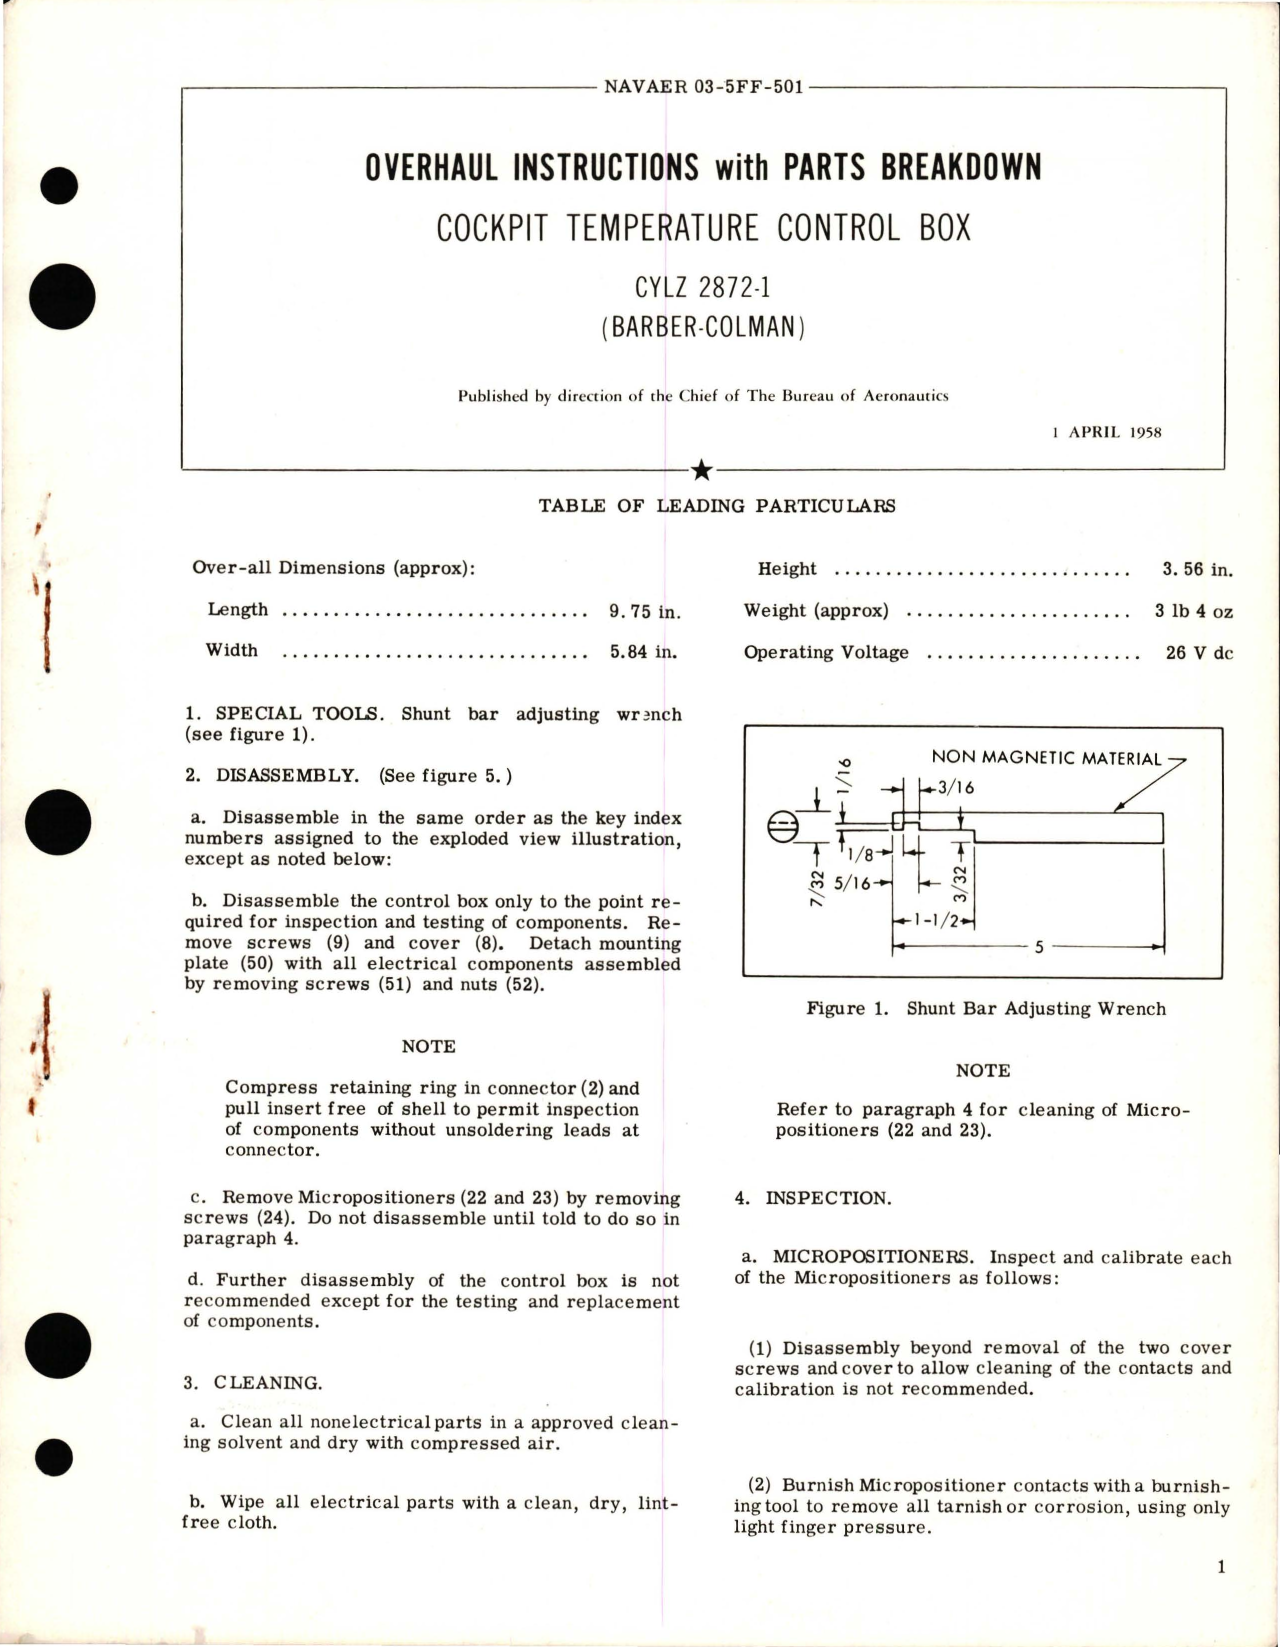 NAVAER 03-5FF-501
OVERHAUL INSTRUCTIONS with PARTS BREAKDOWN
COCKPIT TEMPERATURE CONTROL BOX
CYLZ 2872-1
(BARBER-COLMAN)
Published by direction of the Chief of The Bureau of Aeronautics
1 APRIL 1958
TABLE OF LEADING PARTICULARS
Over-all Dimensions (approx):
Length .............................. 9.75 in.
Width .............................. 5.84 in.
Height ............................. 3.56 in.
Weight (approx) ...................... 3 lb 4 oz
Operating Voltage ..................... 26 V dc
1. SPECIAL TOOLS. Shunt bar adjusting wrench
(see figure 1).
2. DISASSEMBLY. (See figure 5.)
a. Disassemble in the same order as the key index
numbers assigned to the exploded view illustration,
except as noted below:
b. Disassemble the control box only to the point re-
quired for inspection and testing of components. Re-
move screws (9) and cover (8). Detach mounting
plate (50) with all electrical components assembled
by removing screws (51) and nuts (52).
NOTE
Compress retaining ring in connector (2) and
pull insert free of shell to permit inspection
of components without unsoldering leads at
connector.
c. Remove Micropositioners (22 and 23) by removing
screws (24). Do not disassemble until told to do so in
paragraph 4.
d. Further disassembly of the control box is not
recommended except for the testing and replacement
of components.
3. CLEANING.
a. Clean all nonelectrical parts in a approved clean-
ing solvent and dry with compressed air.
b. Wipe all electrical parts with a clean, dry, lint-
free cloth.
NON MAGNETIC MATERIAL
1/16
3/16
1/8
7/32
5/16
3/32
1-1/2
5
Figure 1. Shunt Bar Adjusting Wrench
NOTE
Refer to paragraph 4 for cleaning of Micro-
positioners (22 and 23).
4. INSPECTION.
a. MICROPOSITIONERS. Inspect and calibrate each
of the Micropositioners as follows:
(1) Disassembly beyond removal of the two cover
screws and cover to allow cleaning of the contacts and
calibration is not recommended.
(2) Burnish Micropositioner contacts with a burnish-
ing tool to remove all tarnish or corrosion, using only
light finger pressure.
1